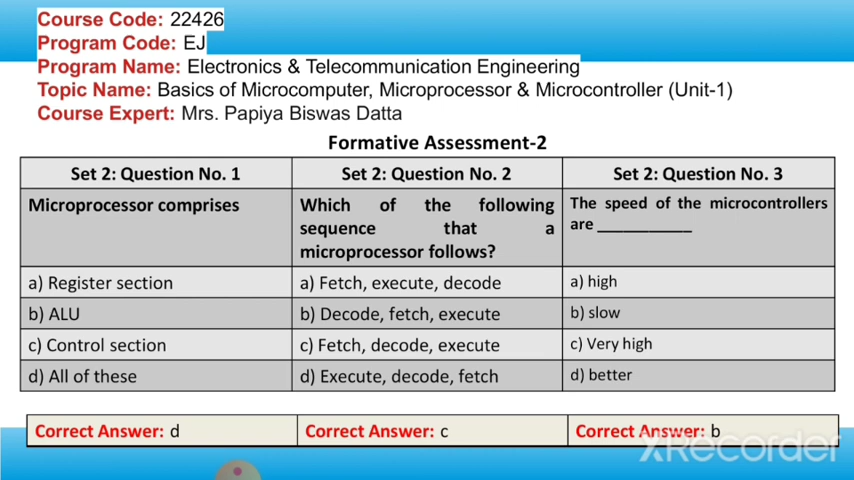 Course Code: 22426
Program Code: EJ
Program Name: Electronics & Telecommunication Engineering
Topic Name: Basics of Microcomputer, Microprocessor & Microcontroller (Unit-1)
Course Expert: Mrs. Papiya Biswas Datta
Formative Assessment-2
Set 2: Question No. 1
Set 2: Question No. 2
Set 2: Question No. 3
Microprocessor comprises
Which of the following
sequence that a
microprocessor follows?
The speed of the microcontrollers
are ___________
a) Register section
a) Fetch, execute, decode
a) high
b) ALU
b) Decode, fetch, execute
b) slow
c) Control section
c) Fetch, decode, execute
c) Very high
d) All of these
d) Execute, decode, fetch
d) better
Correct Answer: d
Correct Answer: c
Correct Answer: b
XRecorder